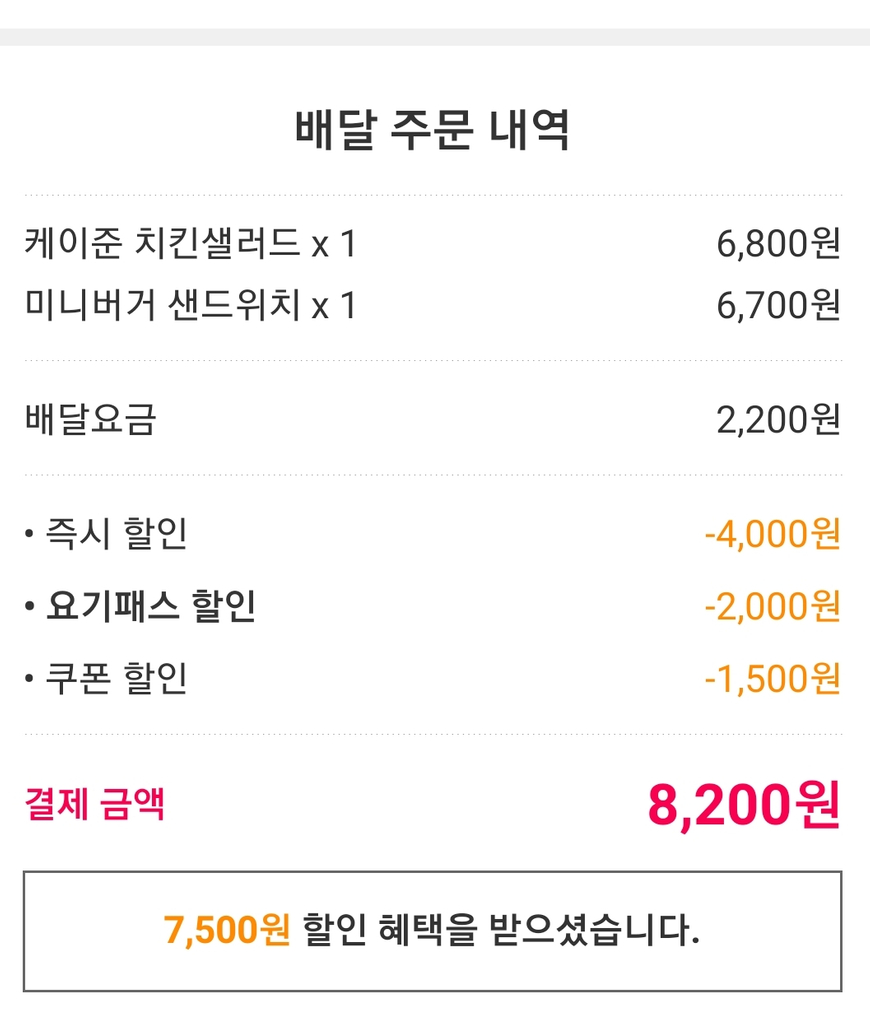 배달 주문 내역
케이준 치킨샐러드 x 1 6,800원
미니버거 샌드위치 x 1 6,700원
배달요금 2,200원
• 즉시 할인 -4,000원
• 요기패스 할인 -2,000원
• 쿠폰 할인 -1,500원
결제 금액 8,200원
7,500원 할인 혜택을 받으셨습니다.